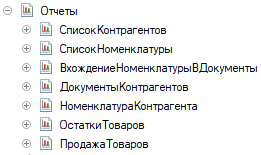 Отчеты
СписокКонтрагентов
СписокНоменклатуры
ВхождениеНоменклатурыВДокументы
ДокументыКонтрагентов
НоменклатураКонтрагента
ОстаткиТоваров
ПродажаТоваров